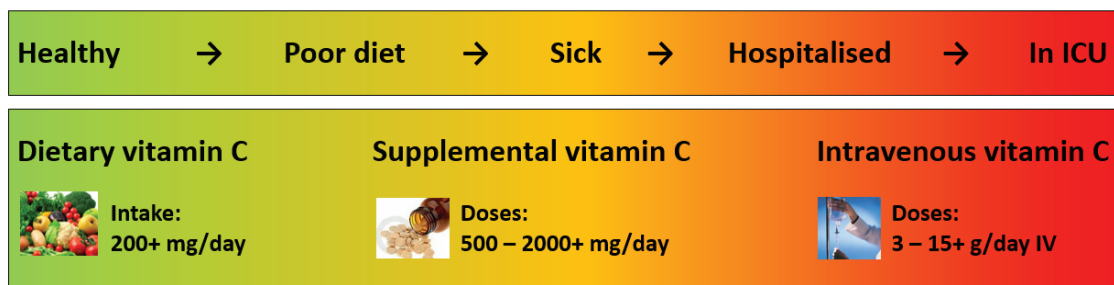 Healthy → Poor diet → Sick → Hospitalised → In ICU
Dietary vitamin C
Intake:
200+ mg/day
Supplemental vitamin C
Doses:
500 – 2000+ mg/day
Intravenous vitamin C
Doses:
3 – 15+ g/day IV